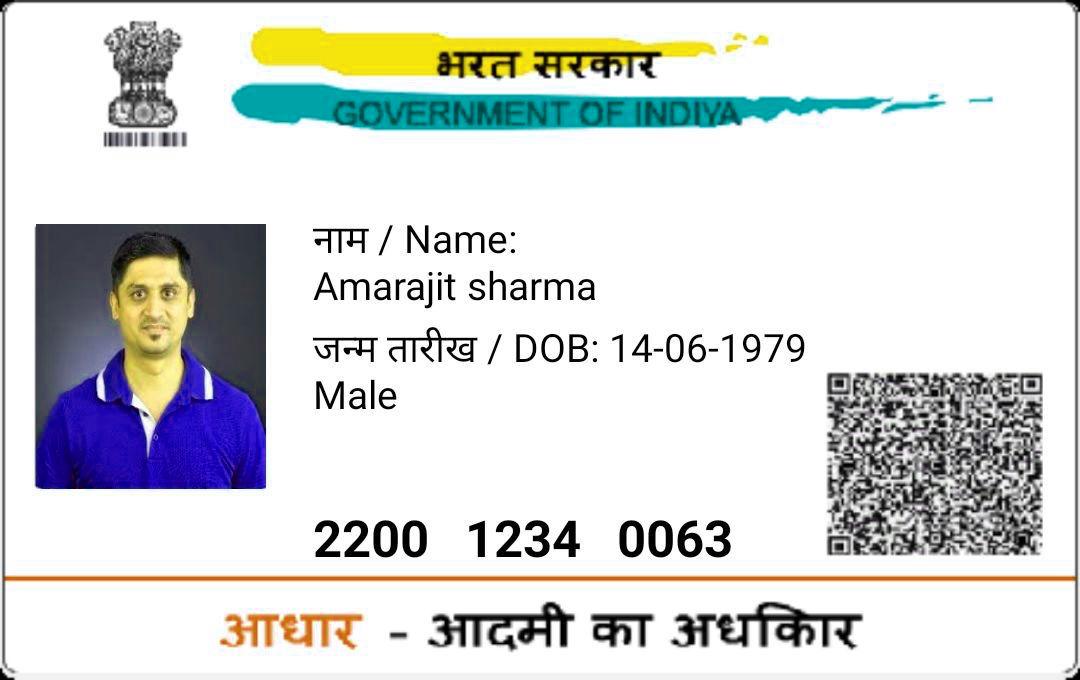 भरत सरकार
GOVERNMENT OF INDIYA
नाम / Name:
Amarajit sharma
जन्म तारीख / DOB: 14-06-1979
Male
2200 1234 0063
आधार - आदमी का अधकिार